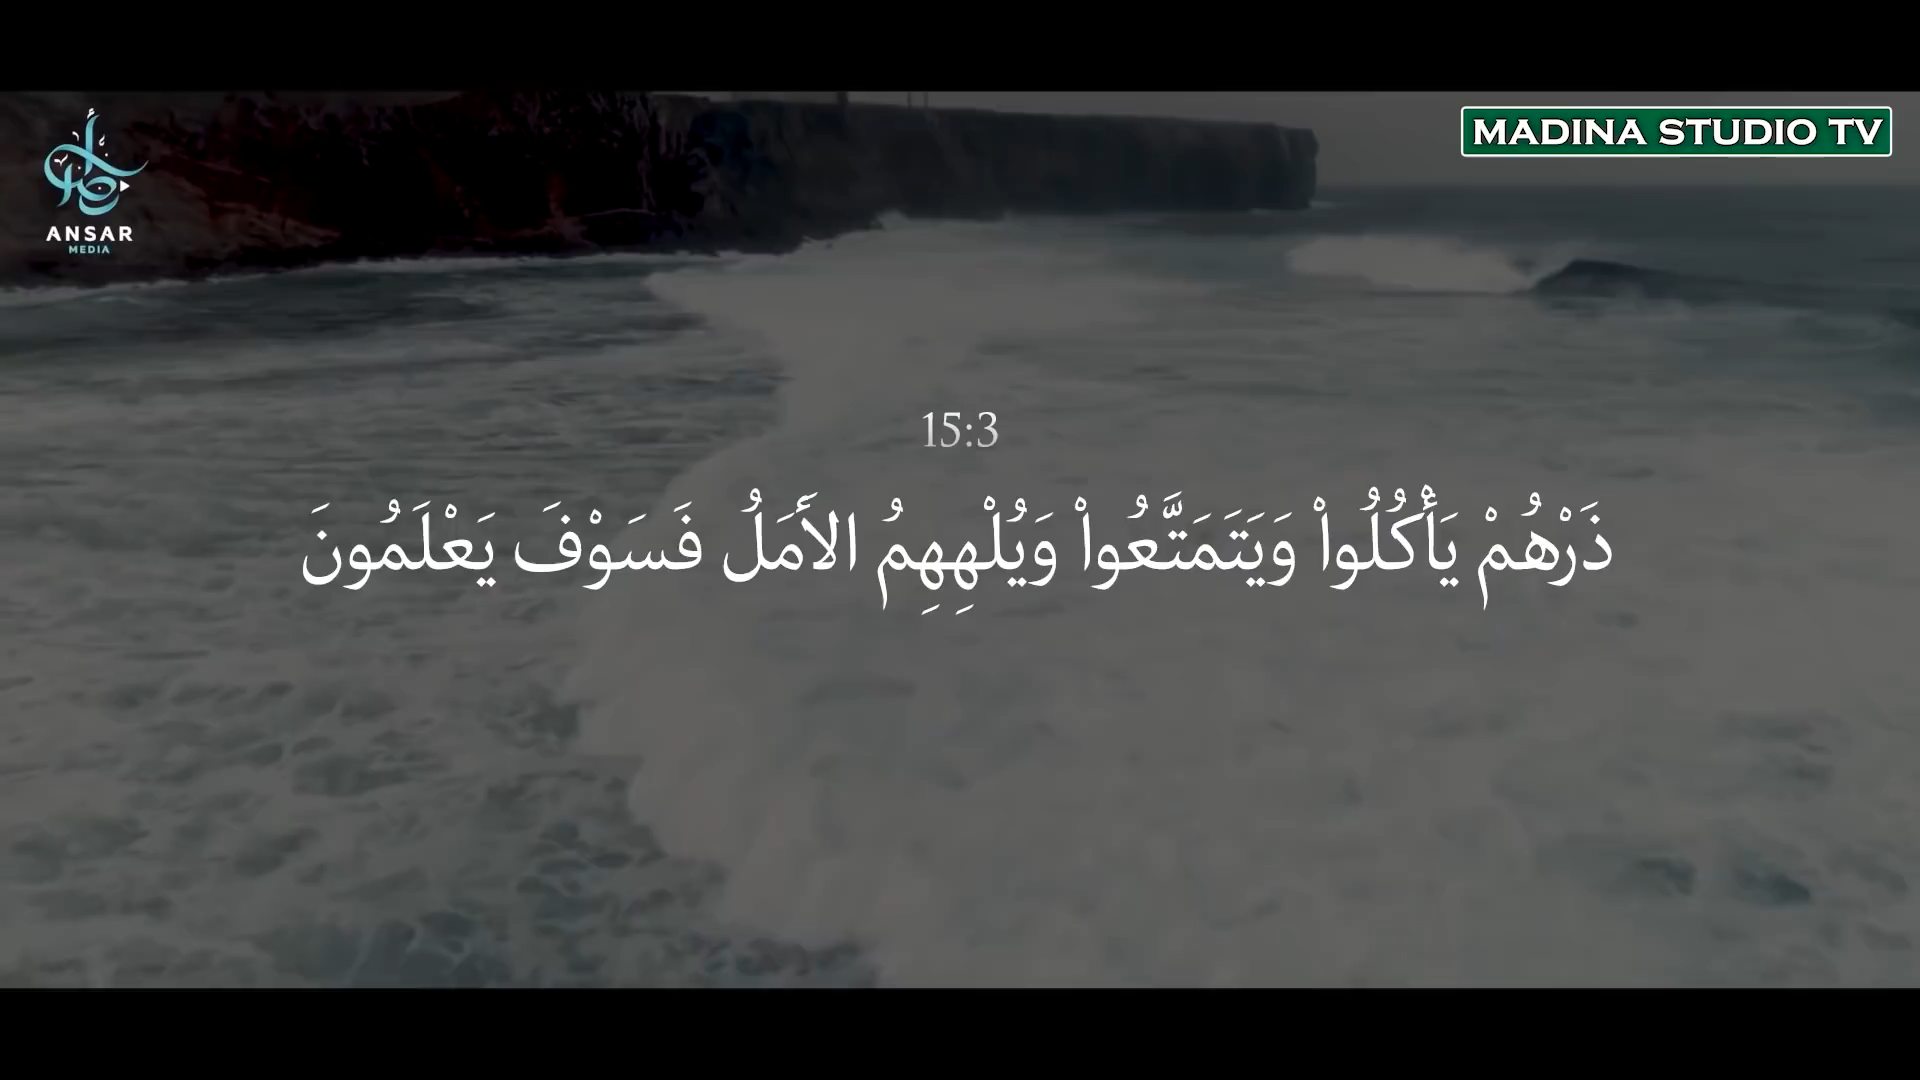 ANSAR
MEDIA
MADINA STUDIO TV
15:3
ذَرْهُمْ يَأْكُلُواْ وَيَتَمَتَّعُواْ وَيُلْهِهِمُ الأَمَلُ فَسَوْفَ يَعْلَمُونَ